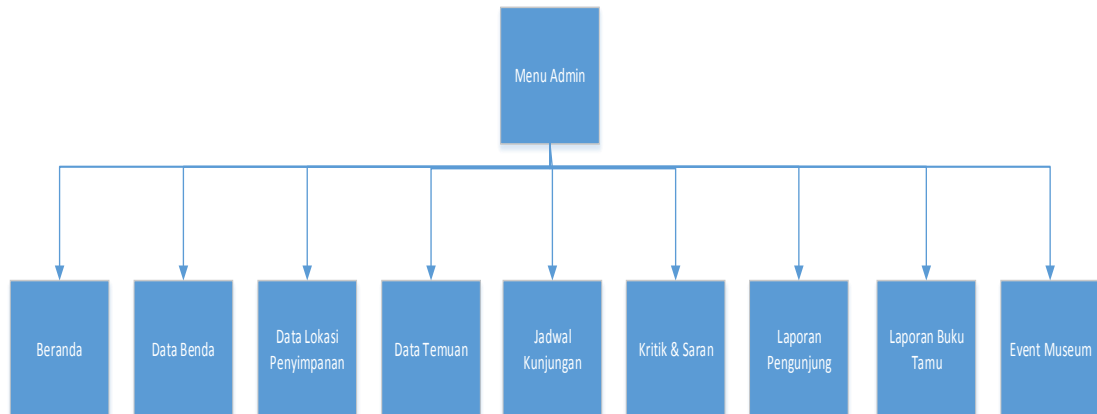 Menu Admin
Beranda
Data Benda
Data Lokasi
Penyimpanan
Data Temuan
Jadwal
Kunjungan
Kritik & Saran
Laporan
Pengunjung
Laporan Buku
Tamu
Event Museum